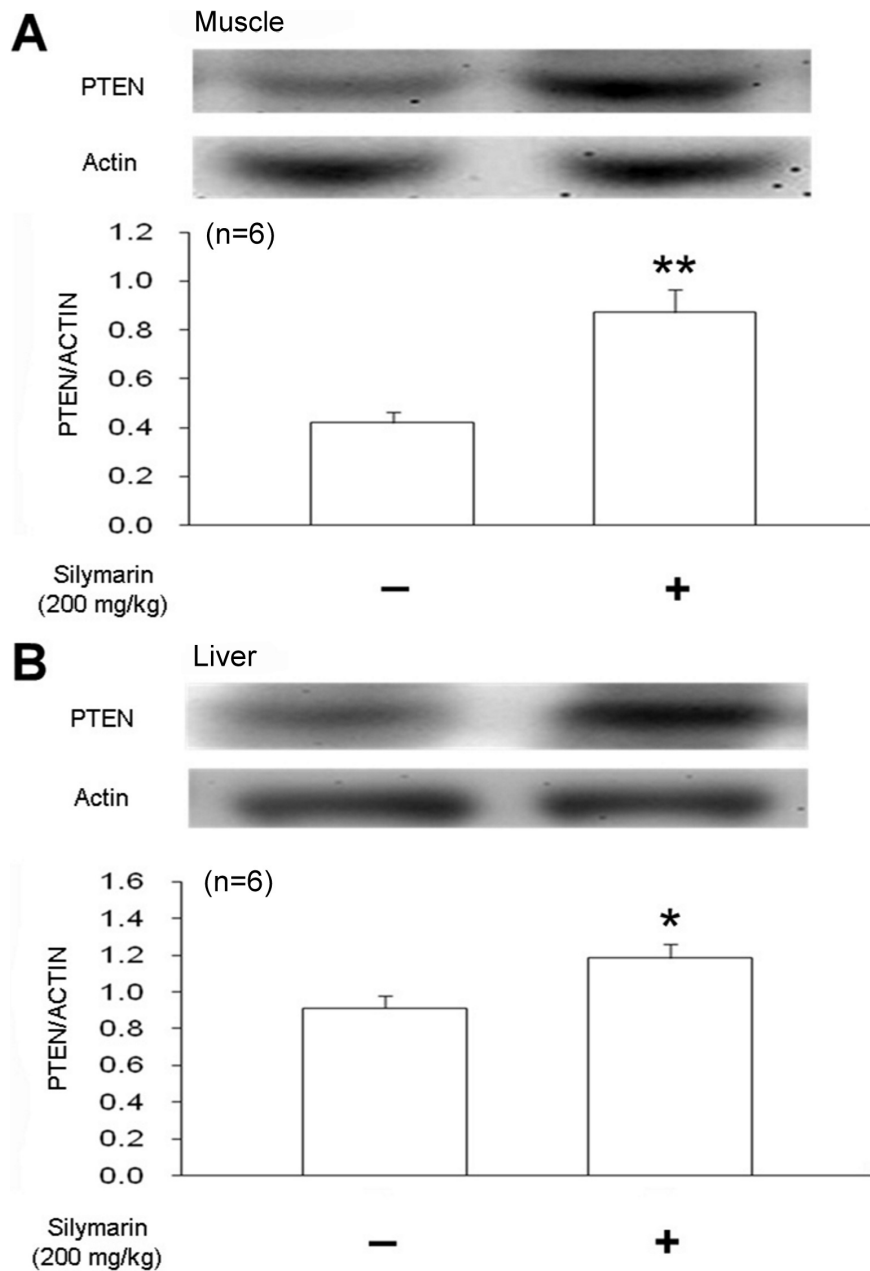 A
Muscle
PTEN
Actin
(n=6)
**
1.2
1.0
0.8
0.6
0.4
0.2
0.0
PTEN/ACTIN
Silymarin
(200 mg/kg)
− +
B
Liver
PTEN
Actin
(n=6)
*
1.6
1.4
1.2
1.0
0.8
0.6
0.4
0.2
0.0
PTEN/ACTIN
Silymarin
(200 mg/kg)
− +